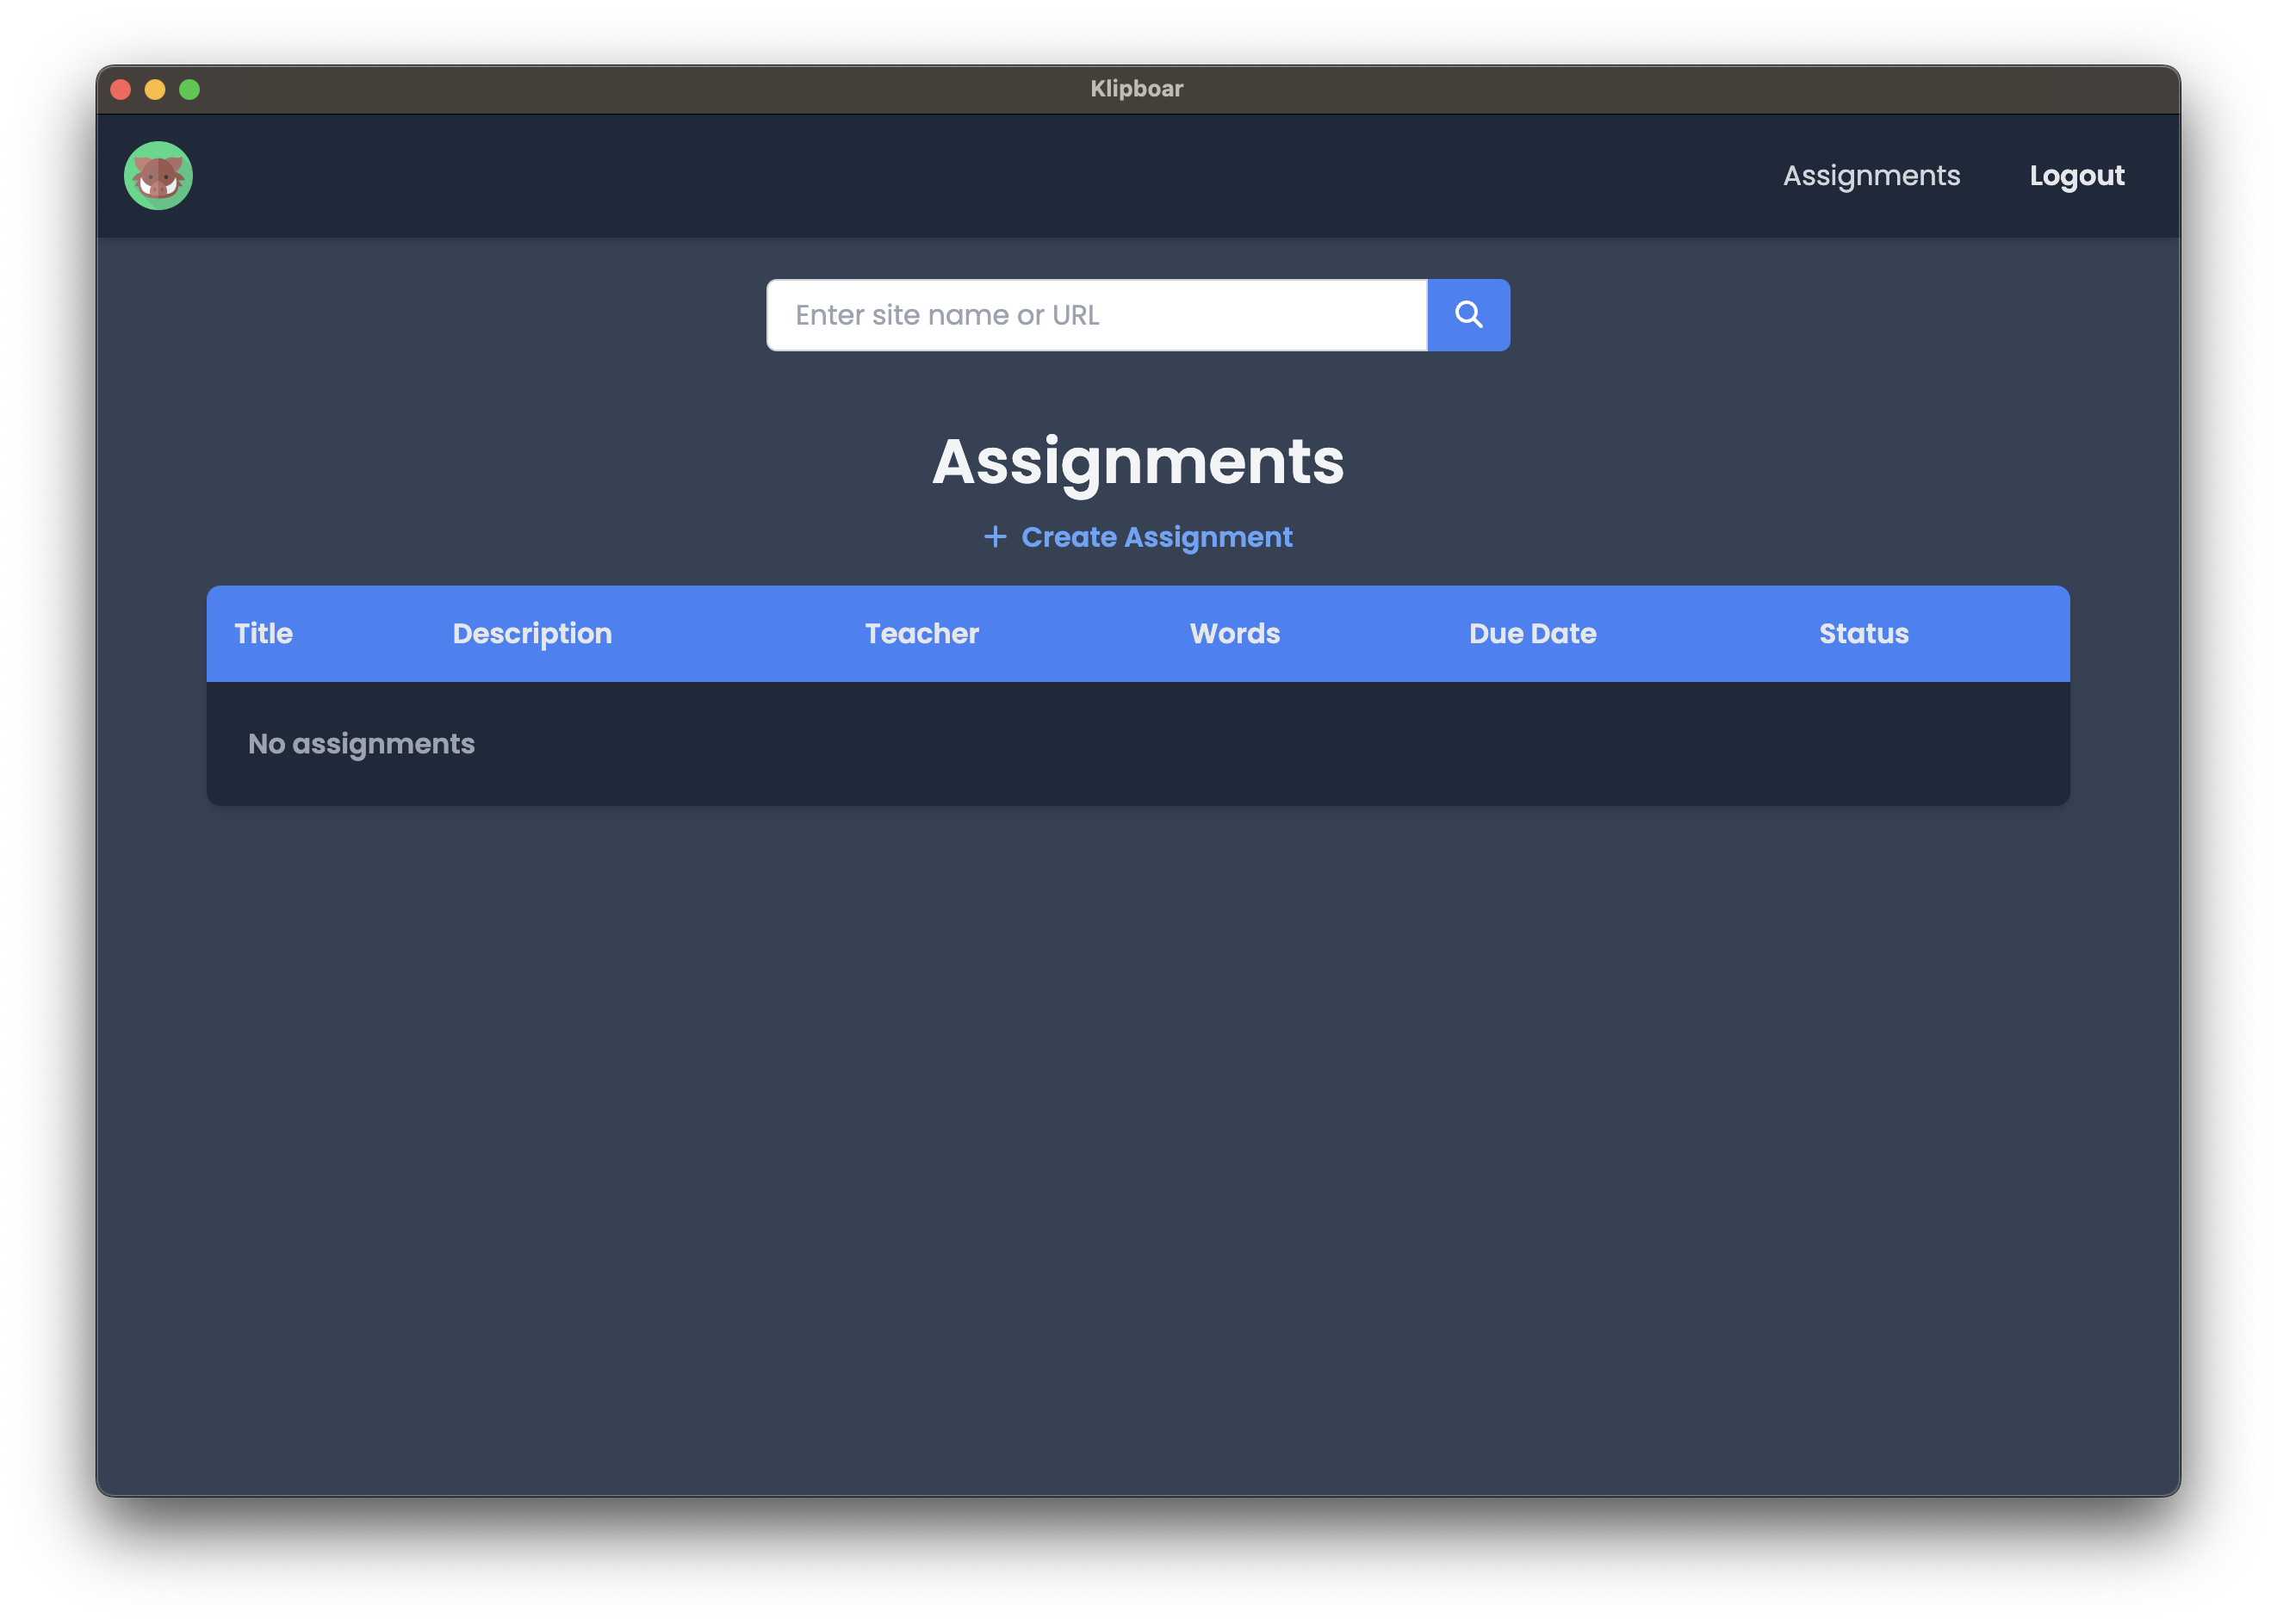 Klipboar
Assignments Logout
Enter site name or URL
Assignments
+ Create Assignment
Title Description Teacher Words Due Date Status
No assignments